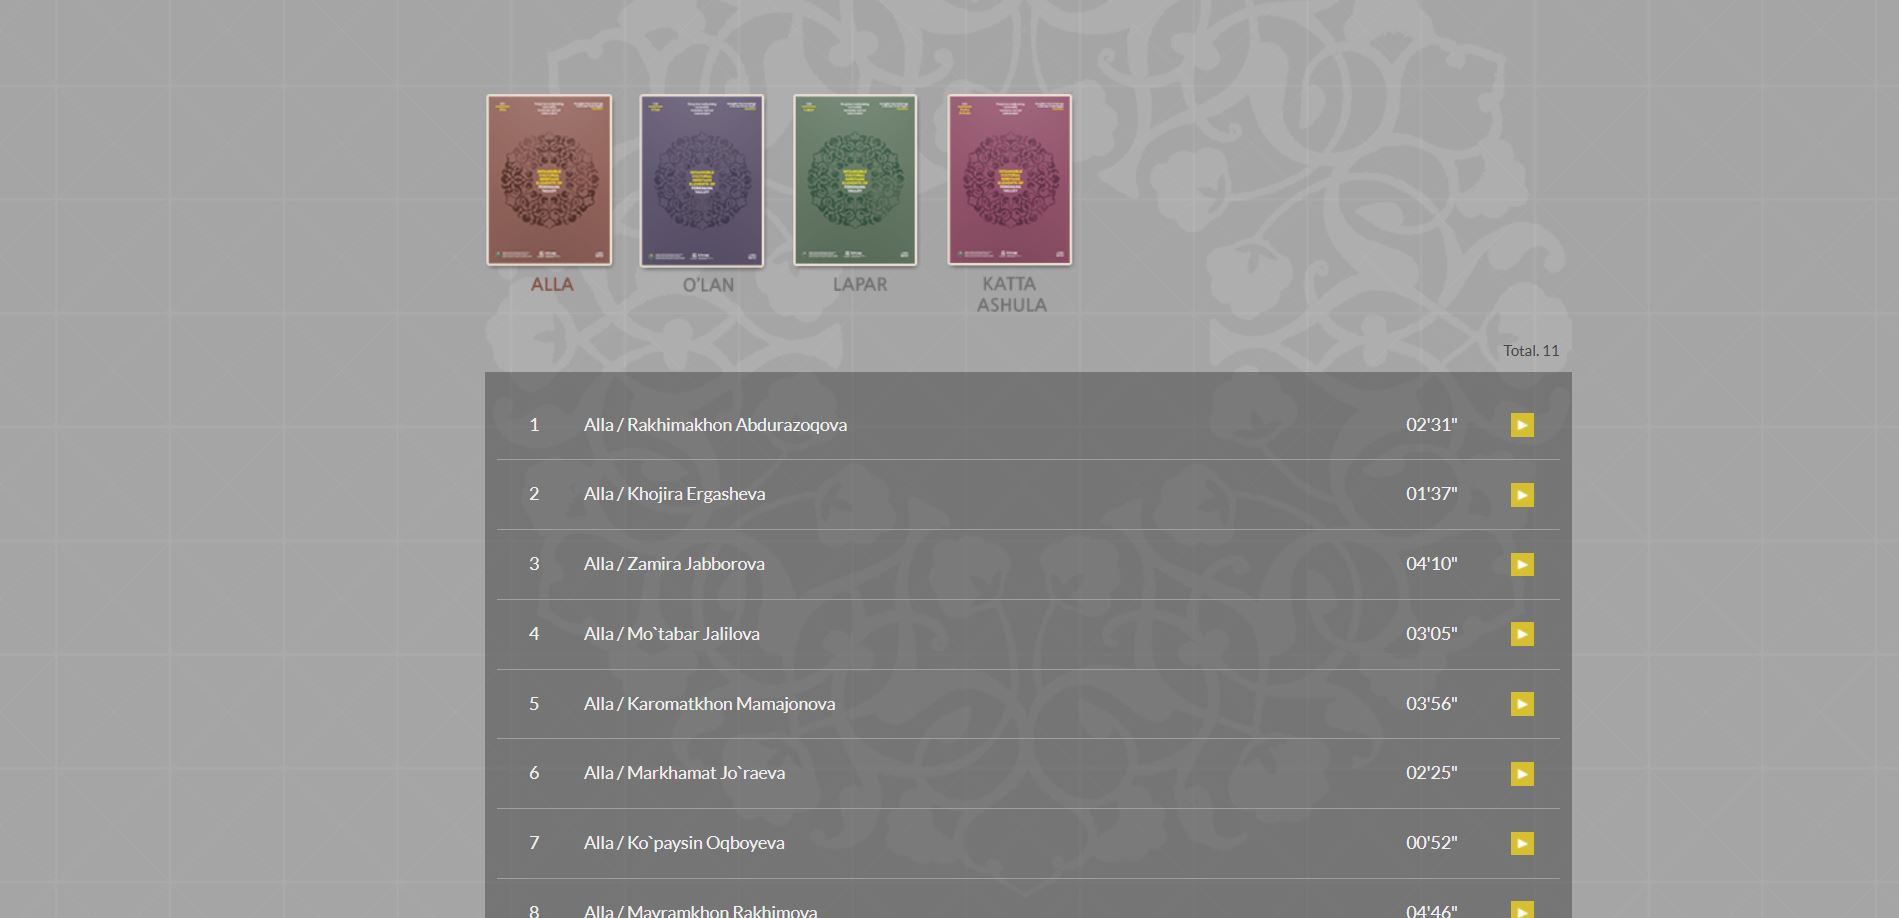 ALLA
O'LAN
LAPAR
KATTA
ASHULA
Total. 11
1 Alla / Rakhimakhon Abdurazoqova 02'31"
2 Alla / Khojira Ergasheva 01'37"
3 Alla / Zamira Jabborova 04'10"
4 Alla / Mo`tabar Jalilova 03'05"
5 Alla / Karomatkhon Mamajonova 03'56"
6 Alla / Markhamat Jo`raeva 02'25"
7 Alla / Ko`paysin Oqboyeva 00'52"
8 Alla / Mayramkhon Rakhimova 04'46"